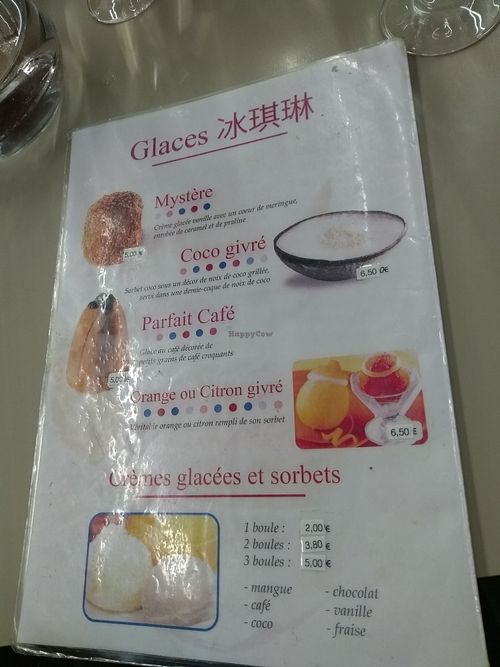 Glaces 冰琪琳
Mystère
Crème glacée vanille avec un coeur de meringue,
enrobée de caramel et de praline
5,00 €
Coco givré
Sorbet coco sous un décor de noix de coco grillée,
servi dans une demie-coque de noix de coco
6,50 €
Parfait Café
Glace au café décorée de
petits grains de café croquants
5,00 €
HappyCow
Orange ou Citron givré
Véritable orange ou citron rempli de son sorbet
6,50 €
Crèmes glacées et sorbets
1 boule : 2,00 €
2 boules : 3,80 €
3 boules : 5,00 €
- mangue - chocolat
- café - vanille
- coco - fraise